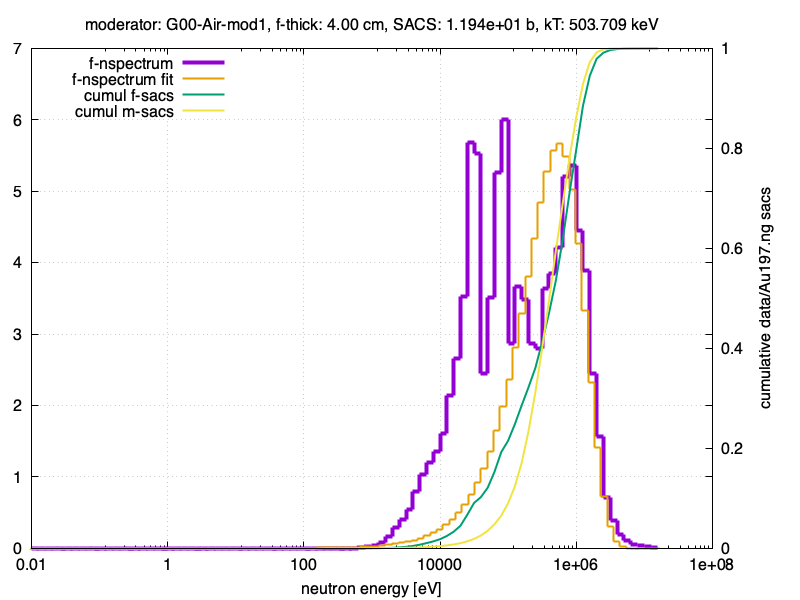 moderator: G00-Air-mod1, f-thick: 4.00 cm, SACS: 1.194e+01 b, kT: 503.709 keV
f-nspectrum
f-nspectrum fit
cumul f-sacs
cumul m-sacs
7
6
5
4
3
2
1
0
1
0.8
0.6
0.4
0.2
0
cumulative data/Au197.ng sacs
0.01
1
100
10000
1e+06
1e+08
neutron energy [eV]